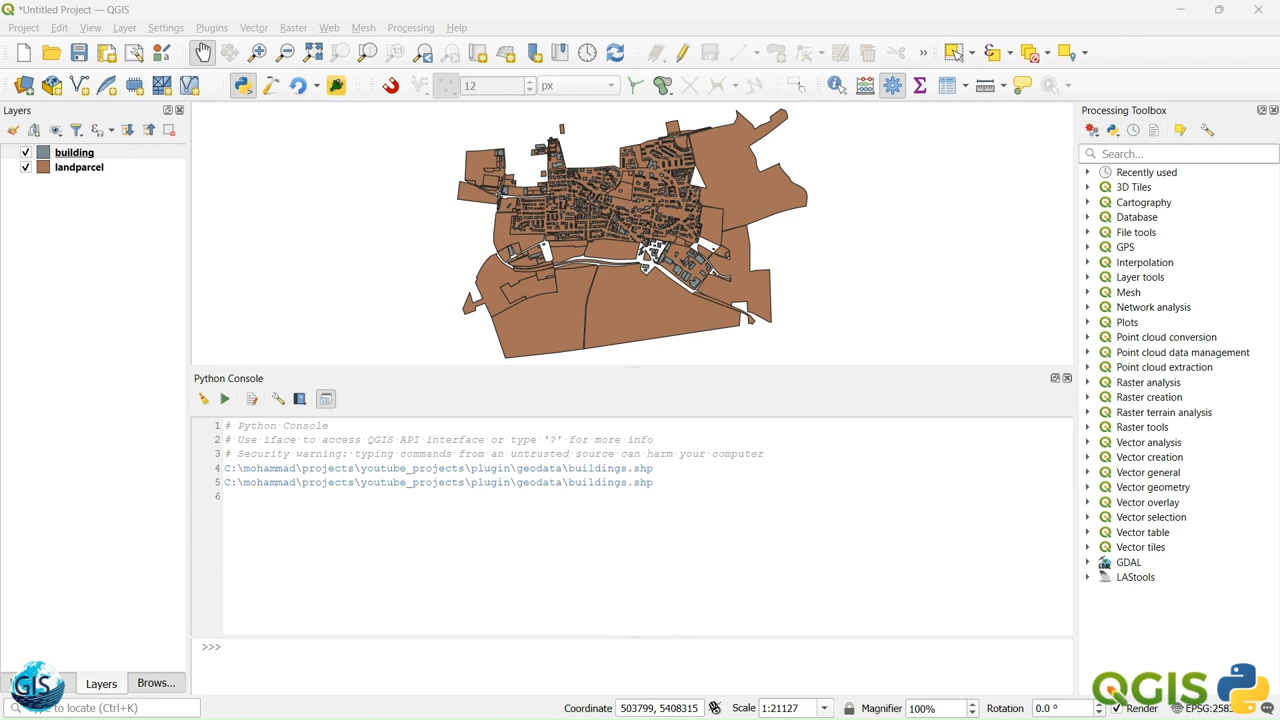 *Untitled Project — QGIS
Project Edit View Layer Settings Plugins Vector Raster Web Mesh Processing Help
12 px
Layers
building
landparcel
Python Console
1 # Python Console
2 # Use iface to access QGIS API interface or type '?' for more info
3 # Security warning: typing commands from an untrusted source can harm your computer
4 C:\mohammad\projects\youtube_projects\plugin\geodata\buildings.shp
5 C:\mohammad\projects\youtube_projects\plugin\geodata\buildings.shp
6
>>>
Processing Toolbox
Search...
Recently used
3D Tiles
Cartography
Database
File tools
GPS
Interpolation
Layer tools
Mesh
Network analysis
Plots
Point cloud conversion
Point cloud data management
Point cloud extraction
Raster analysis
Raster creation
Raster terrain analysis
Raster tools
Vector analysis
Vector creation
Vector general
Vector geometry
Vector overlay
Vector selection
Vector table
Vector tiles
GDAL
LAStools
GIS
Layers Brows...
QGIS
to locate (Ctrl+K) Coordinate 503799, 5408315 Scale 1:21127 Magnifier 100% Rotation 0.0 ° Render